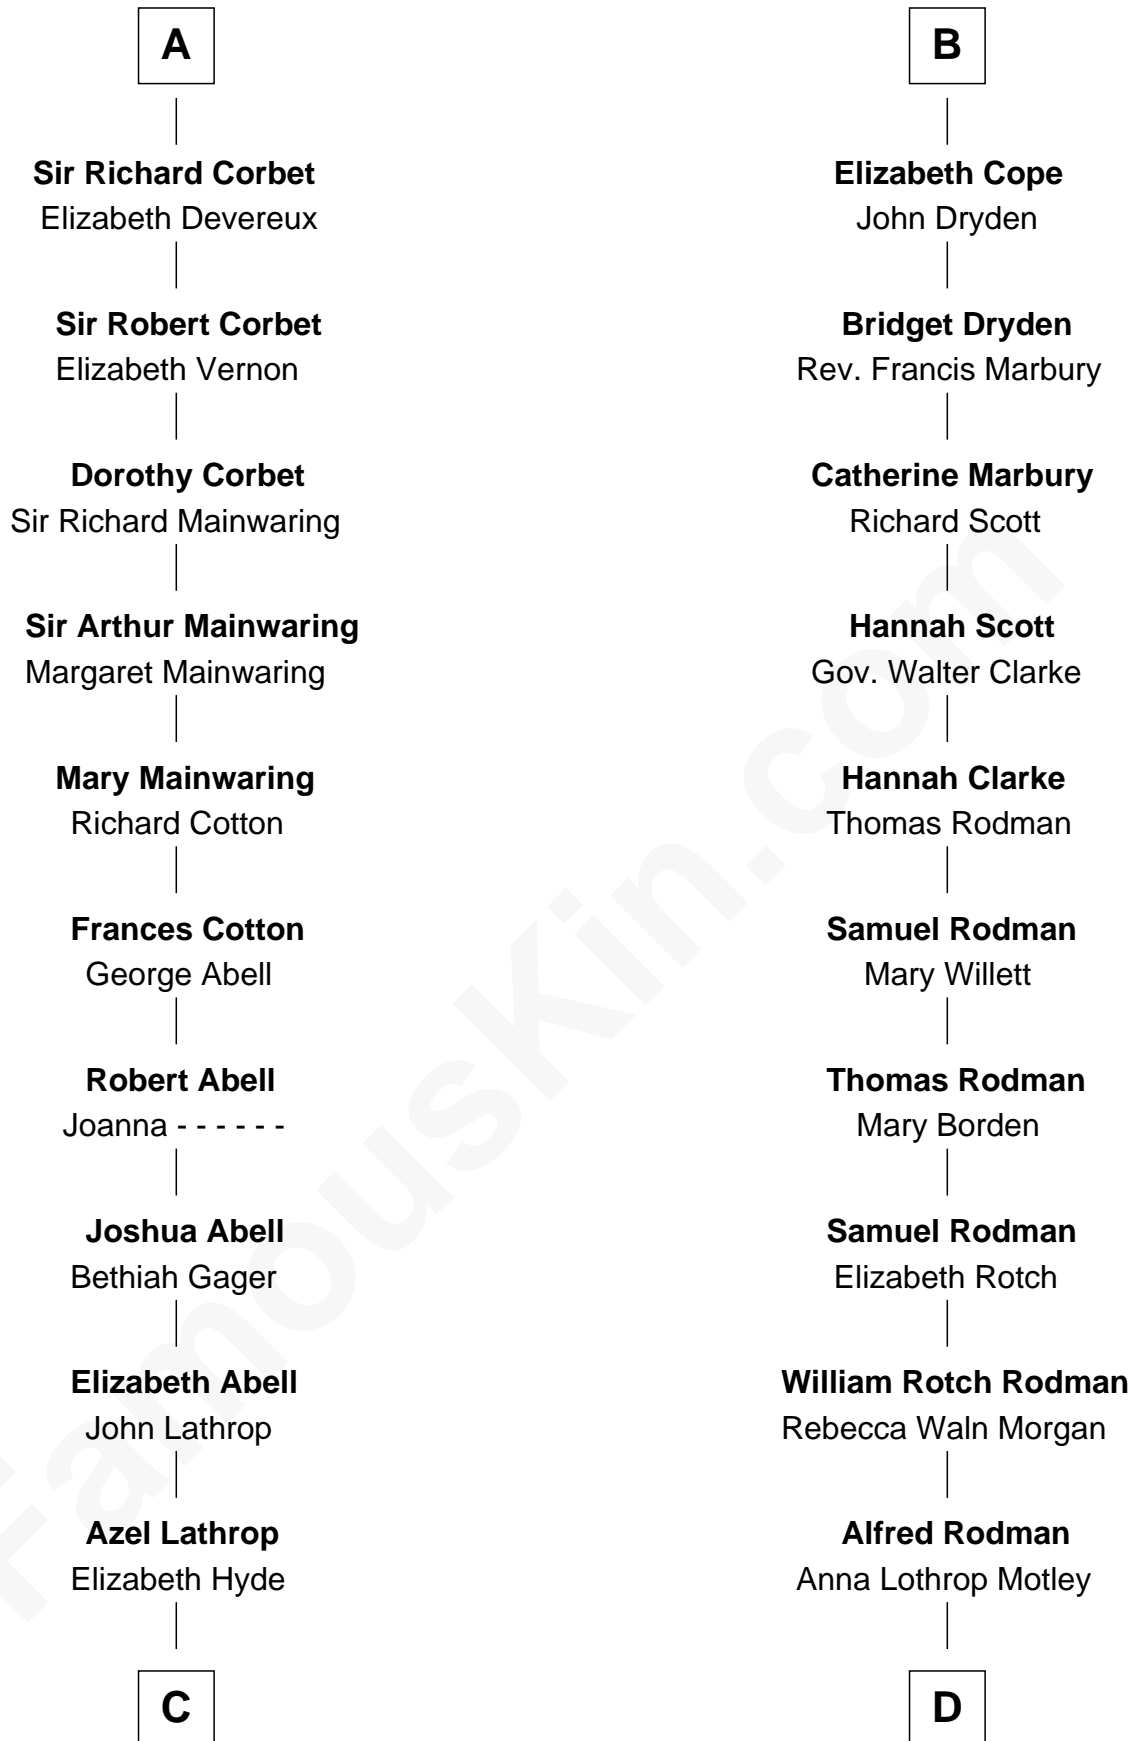 A
Sir Richard Corbet
Elizabeth Devereux
Sir Robert Corbet
Elizabeth Vernon
Dorothy Corbet
Sir Richard Mainwaring
Sir Arthur Mainwaring
Margaret Mainwaring
Mary Mainwaring
Richard Cotton
Frances Cotton
George Abell
Robert Abell
Joanna - - - - - -
Joshua Abell
Bethiah Gager
Elizabeth Abell
John Lathrop
Azel Lathrop
Elizabeth Hyde
C
B
Elizabeth Cope
John Dryden
Bridget Dryden
Rev. Francis Marbury
Catherine Marbury
Richard Scott
Hannah Scott
Gov. Walter Clarke
Hannah Clarke
Thomas Rodman
Samuel Rodman
Mary Willett
Thomas Rodman
Mary Borden
Samuel Rodman
Elizabeth Rotch
William Rotch Rodman
Rebecca Waln Morgan
Alfred Rodman
Anna Lothrop Motley
D
FamousKin.com